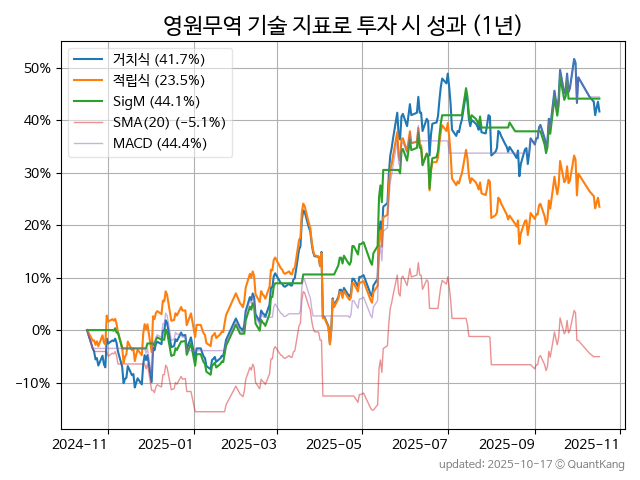 영원무역 기술 지표로 투자 시 성과 (1년)
거치식 (41.7%)
적립식 (23.5%)
SigM (44.1%)
SMA(20) (−5.1%)
MACD (44.4%)
50%
40%
30%
20%
10%
0%
−10%
2024-11 2025-01 2025-03 2025-05 2025-07 2025-09 2025-11
updated: 2025-10-17 ⓒ QuantKang